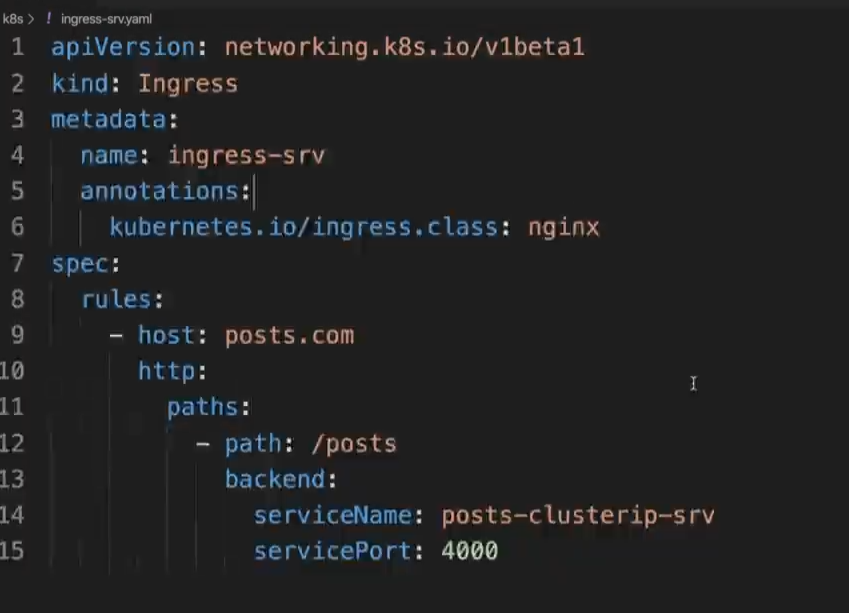 k8s > ! ingress-srv.yaml
1 apiVersion: networking.k8s.io/v1beta1
2 kind: Ingress
3 metadata:
4   name: ingress-srv
5   annotations:
6     kubernetes.io/ingress.class: nginx
7 spec:
8   rules:
9     - host: posts.com
10       http:
11         paths:
12           - path: /posts
13             backend:
14               serviceName: posts-clusterip-srv
15               servicePort: 4000